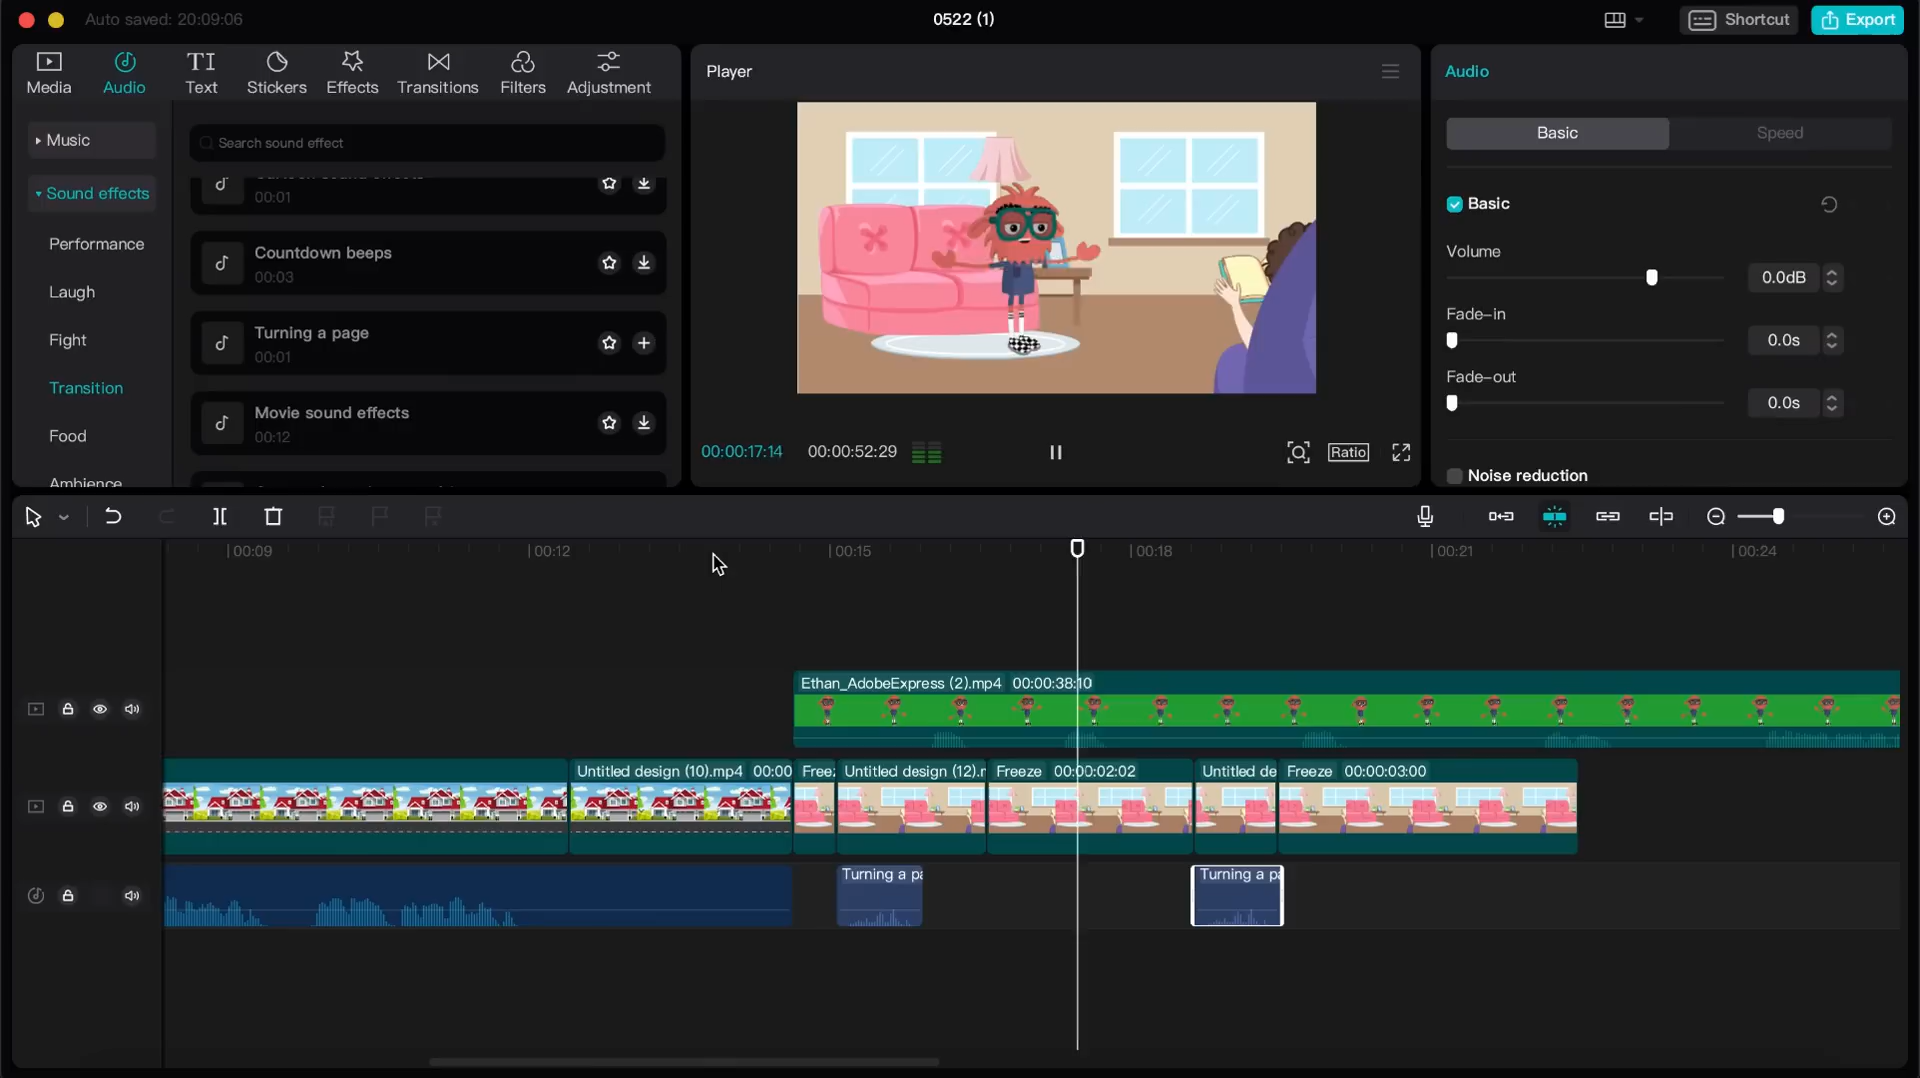 Auto saved: 20:09:06
0522 (1)
Shortcut
Export
Media
Audio
Text
Stickers
Effects
Transitions
Filters
Adjustment
Music
Sound effects
Performance
Laugh
Fight
Transition
Food
Ambience
Search sound effect
00:01
Countdown beeps
00:03
Turning a page
00:01
Movie sound effects
00:12
Player
00:00:17:14
00:00:52:29
Ratio
Audio
Basic
Speed
Basic
Volume
0.0dB
Fade-in
0.0s
Fade-out
0.0s
Noise reduction
00:09
00:12
00:15
00:18
00:21
00:24
Ethan_AdobeExpress (2).mp4 00:00:38:10
Untitled design (10).mp4 00:00
Free
Untitled design (12).
Freeze 00:00:02:02
Untitled de
Freeze 00:00:03:00
Turning a pa
Turning a pa